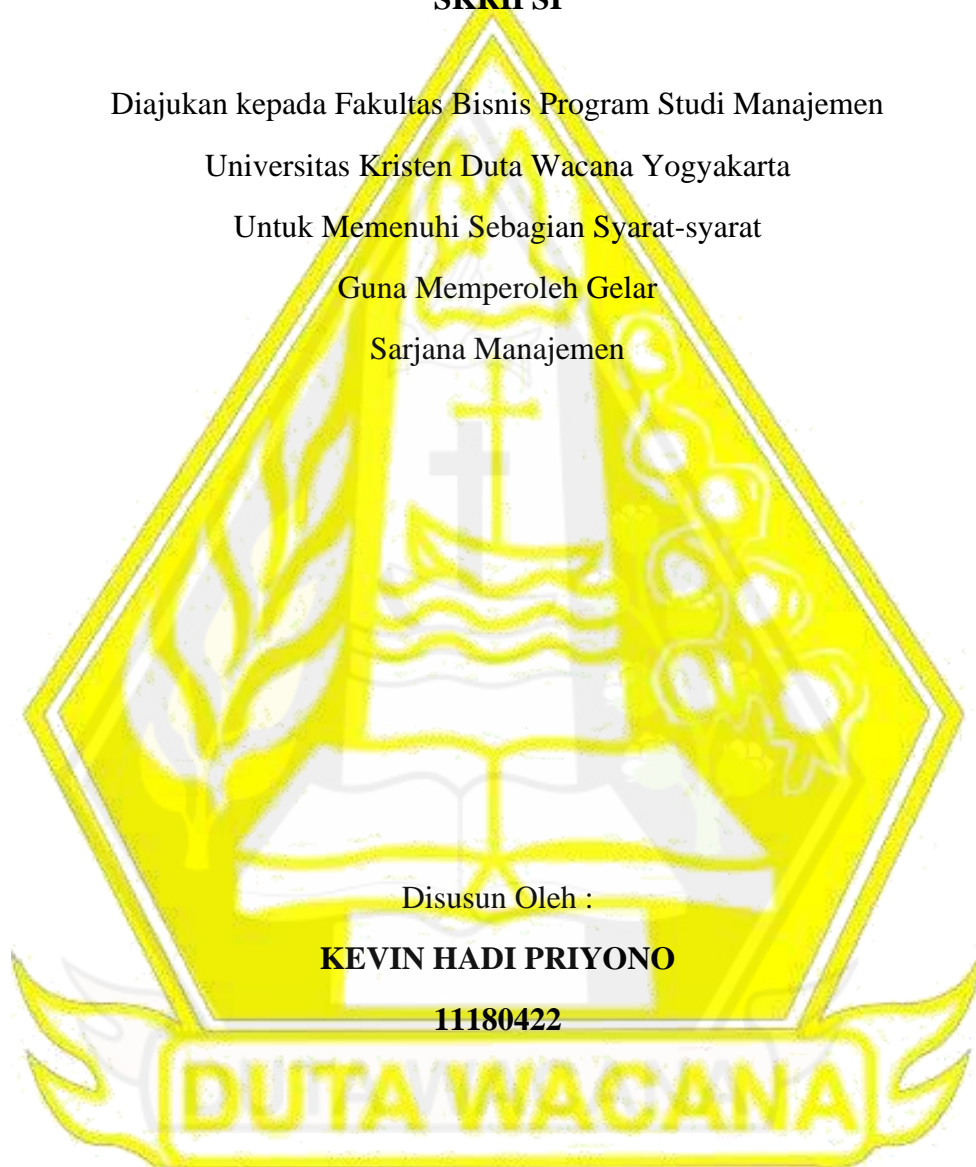 SKRIPSI
Diajukan kepada Fakultas Bisnis Program Studi Manajemen
Universitas Kristen Duta Wacana Yogyakarta
Untuk Memenuhi Sebagian Syarat-syarat
Guna Memperoleh Gelar
Sarjana Manajemen
Disusun Oleh :
KEVIN HADI PRIYONO
11180422
DUTA WACANA